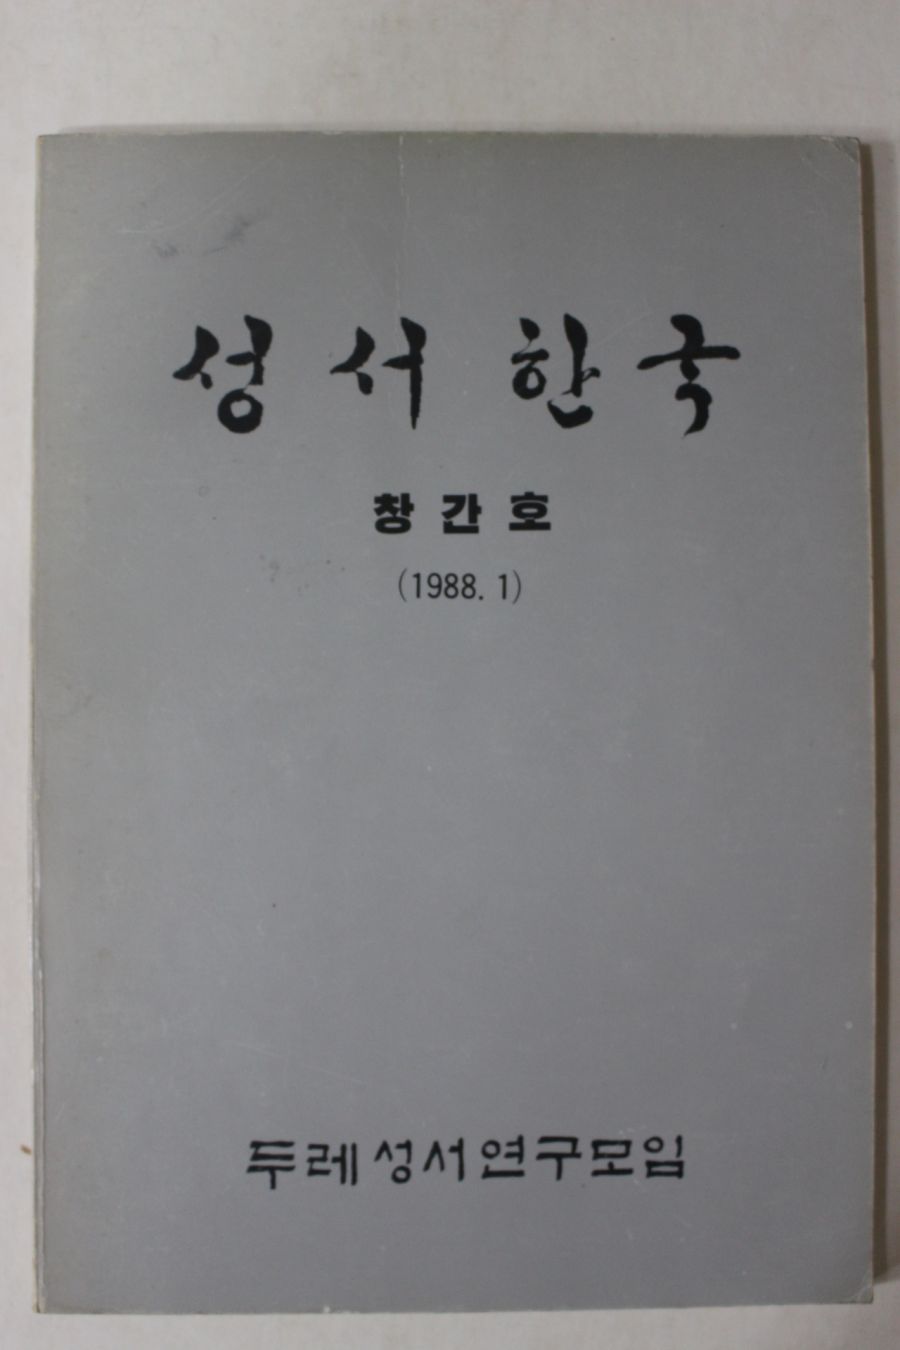 성서 한국
창간호
(1988. 1)
두레성서연구모임